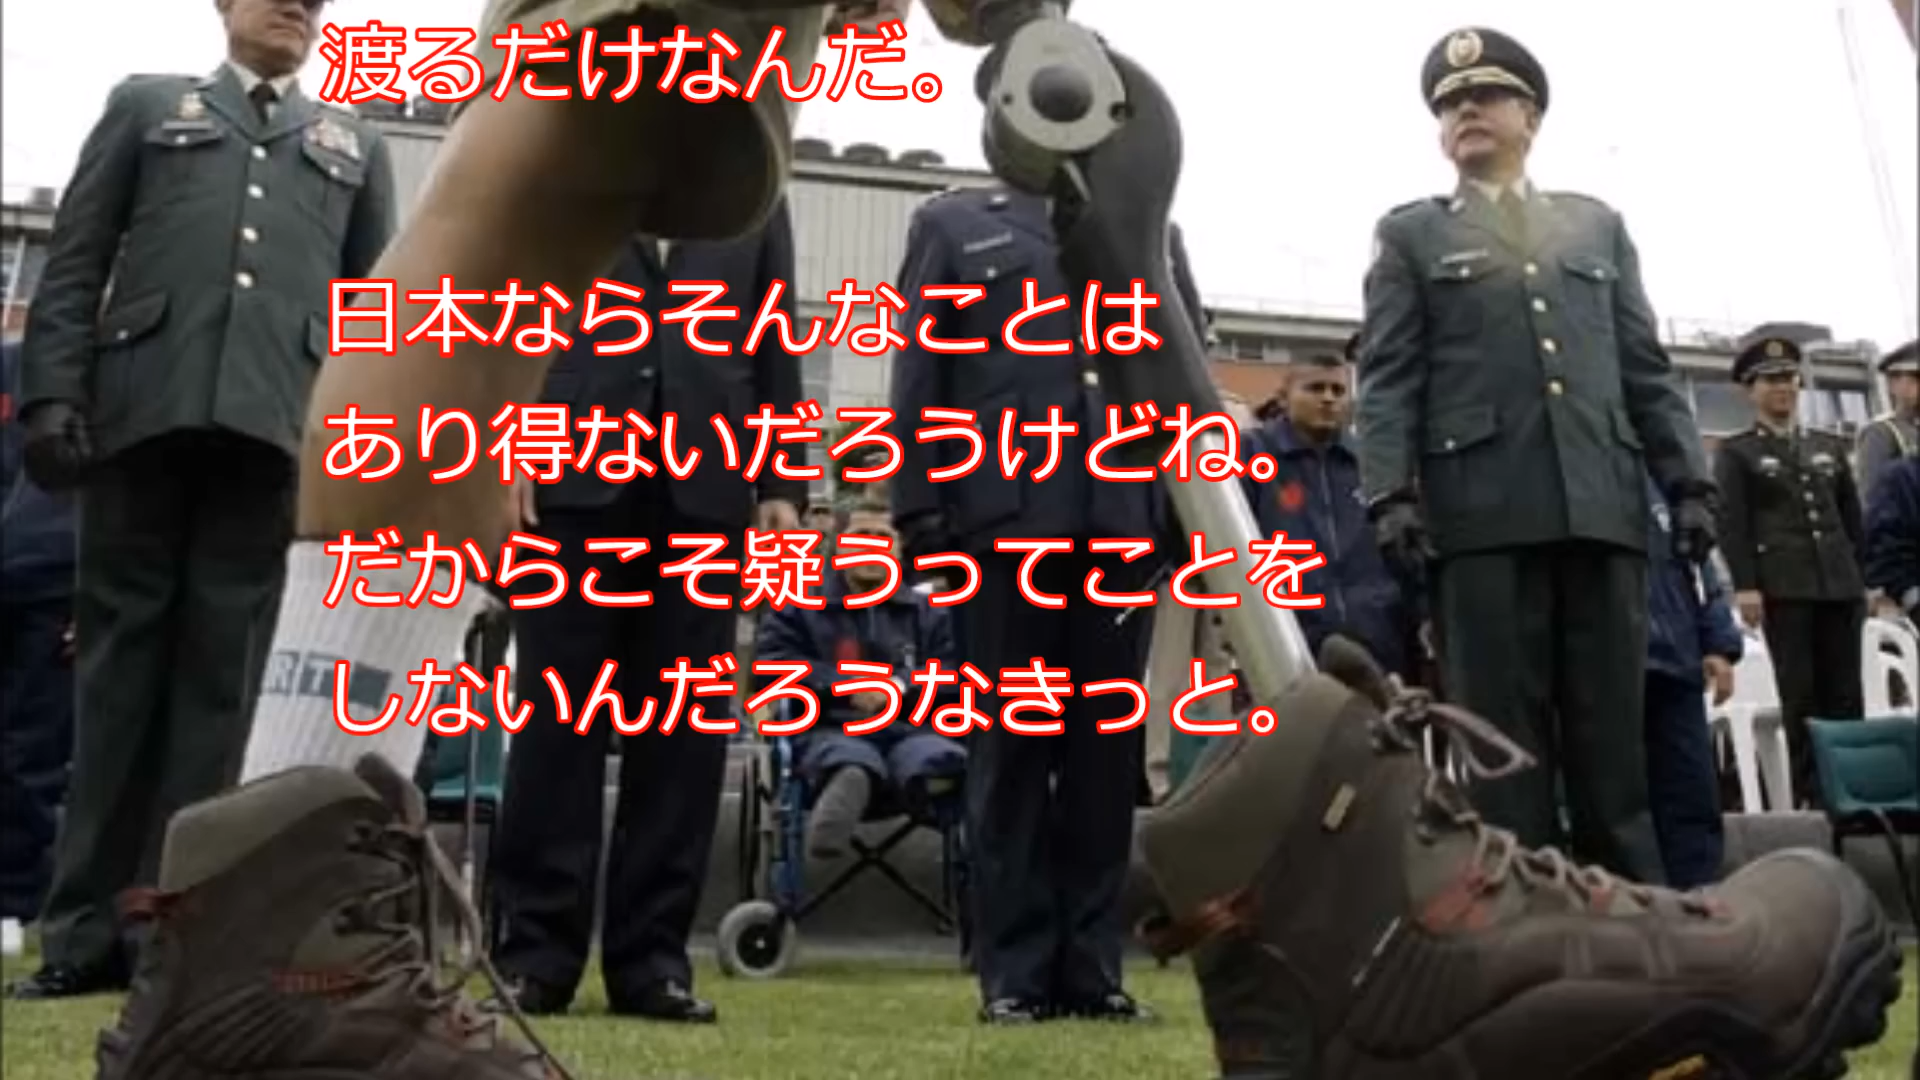 渡るだけなんだ。
日本ならそんなことは
あり得ないだろうけどね。
だからこそ疑うってことを
しないんだろうなきっと。
RT